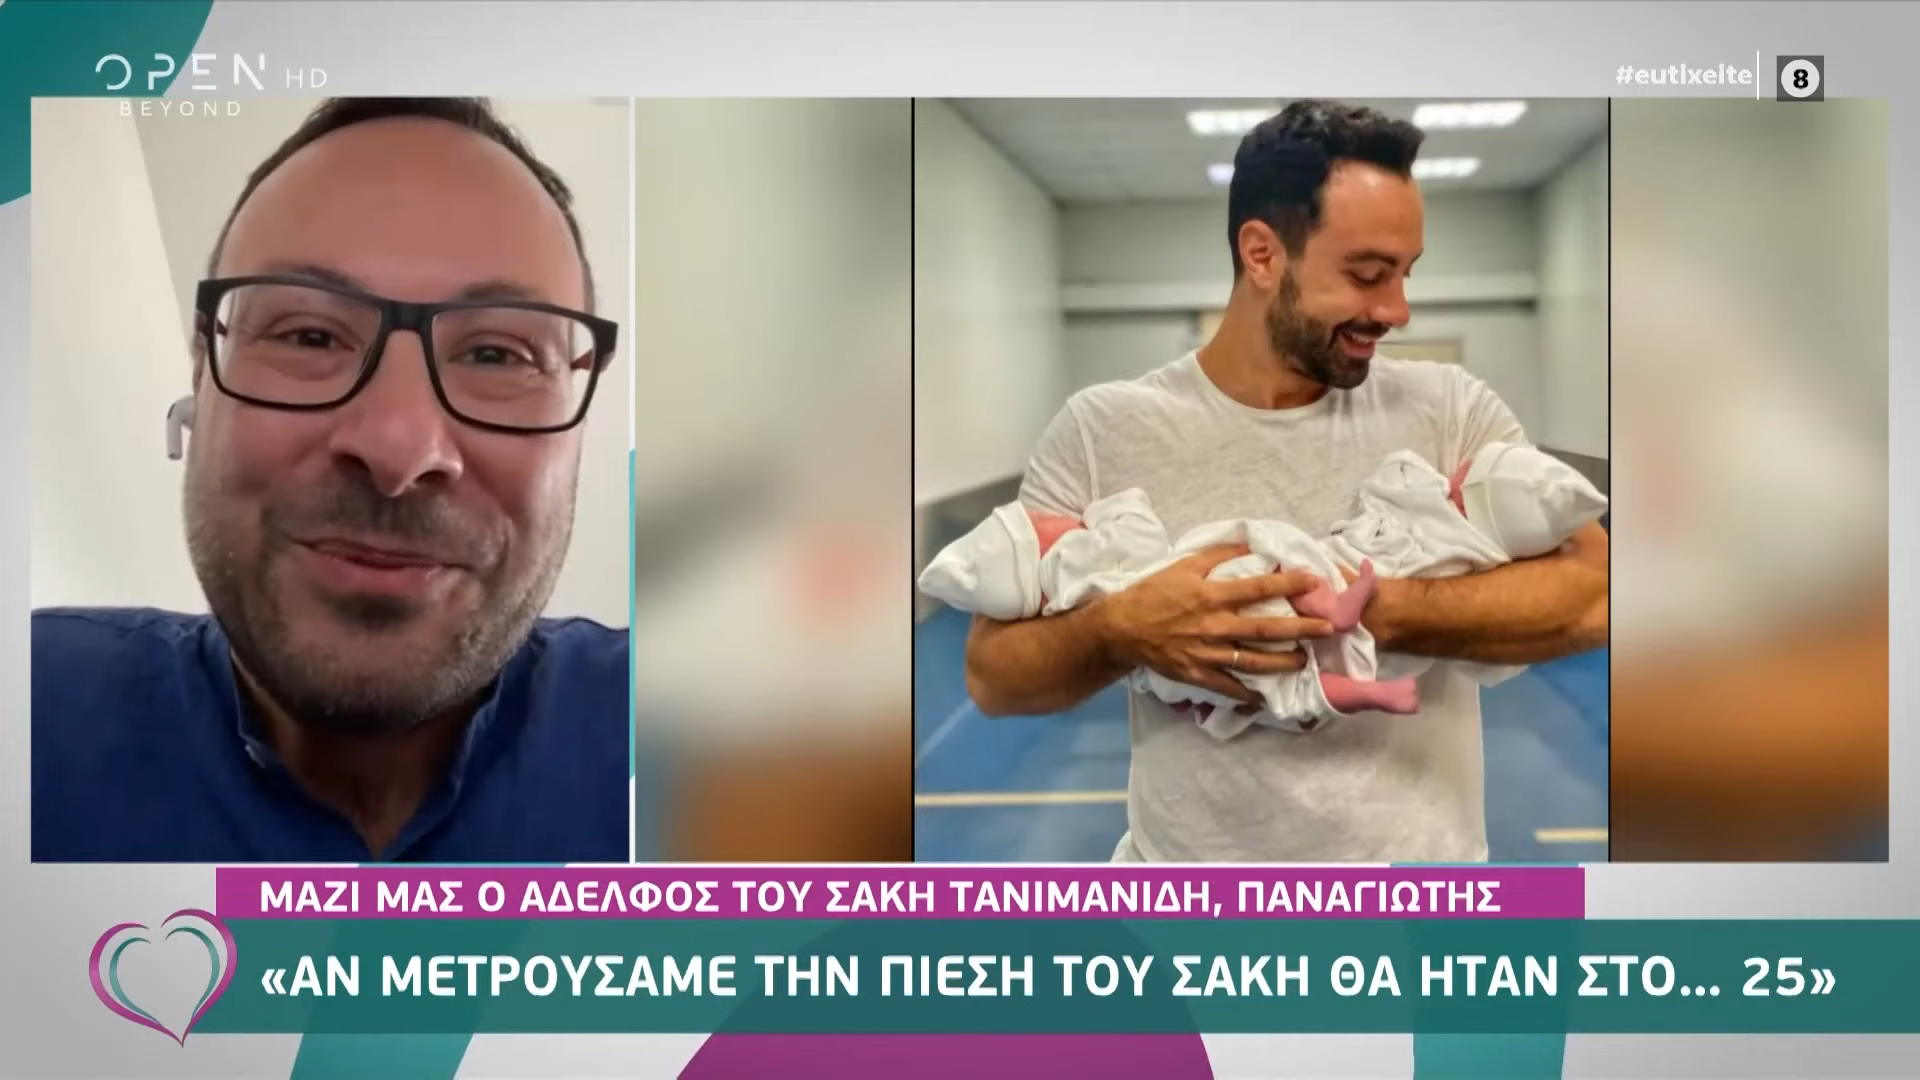 OPEN HD
BEYOND
#eutixeite
8
ΜΑΖΙ ΜΑΣ Ο ΑΔΕΛΦΟΣ ΤΟΥ ΣΑΚΗ ΤΑΝΙΜΑΝΙΔΗ, ΠΑΝΑΓΙΩΤΗΣ
«ΑΝ ΜΕΤΡΟΥΣΑΜΕ ΤΗΝ ΠΙΕΣΗ ΤΟΥ ΣΑΚΗ ΘΑ ΗΤΑΝ ΣΤΟ... 25»